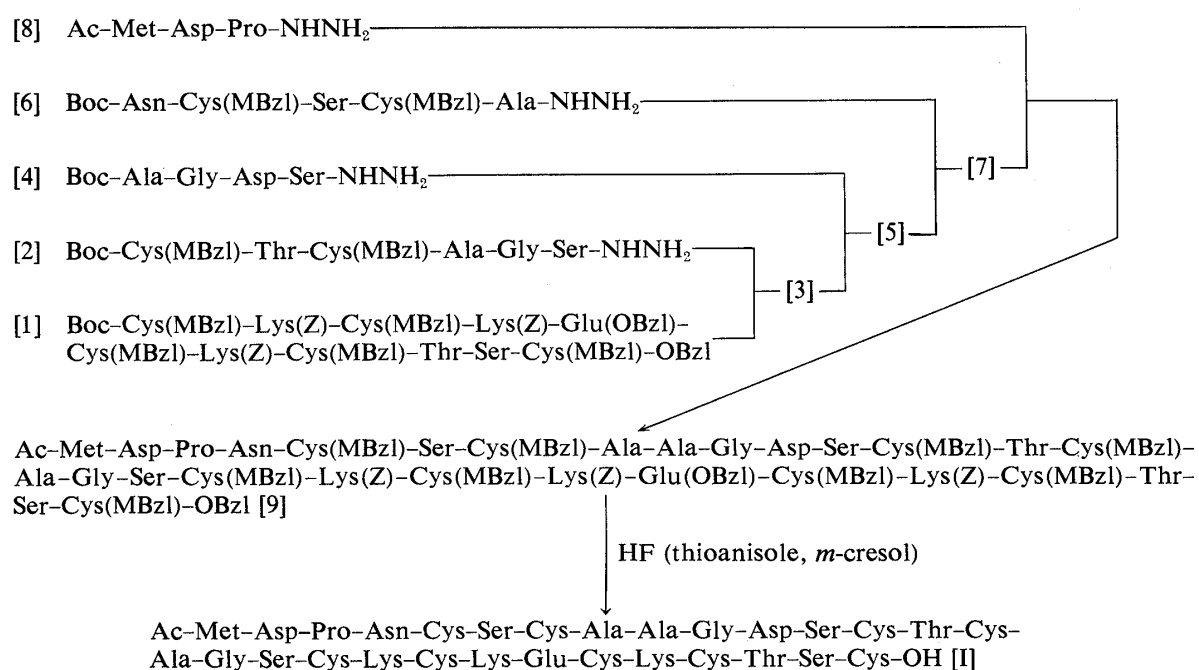 [8] Ac–Met–Asp–Pro–NHNH₂
[6] Boc–Asn–Cys(MBzl)–Ser–Cys(MBzl)–Ala–NHNH₂
[7]
[4] Boc–Ala–Gly–Asp–Ser–NHNH₂
[5]
[2] Boc–Cys(MBzl)–Thr–Cys(MBzl)–Ala–Gly–Ser–NHNH₂
[3]
[1] Boc–Cys(MBzl)–Lys(Z)–Cys(MBzl)–Lys(Z)–Glu(OBzl)–
Cys(MBzl)–Lys(Z)–Cys(MBzl)–Thr–Ser–Cys(MBzl)–OBzl
Ac–Met–Asp–Pro–Asn–Cys(MBzl)–Ser–Cys(MBzl)–Ala–Ala–Gly–Asp–Ser–Cys(MBzl)–Thr–Cys(MBzl)–
Ala–Gly–Ser–Cys(MBzl)–Lys(Z)–Cys(MBzl)–Lys(Z)–Glu(OBzl)–Cys(MBzl)–Lys(Z)–Cys(MBzl)–Thr–
Ser–Cys(MBzl)–OBzl [9]
HF (thioanisole, m-cresol)
Ac–Met–Asp–Pro–Asn–Cys–Ser–Cys–Ala–Ala–Gly–Asp–Ser–Cys–Thr–Cys–
Ala–Gly–Ser–Cys–Lys–Cys–Lys–Glu–Cys–Lys–Cys–Thr–Ser–Cys–OH [I]